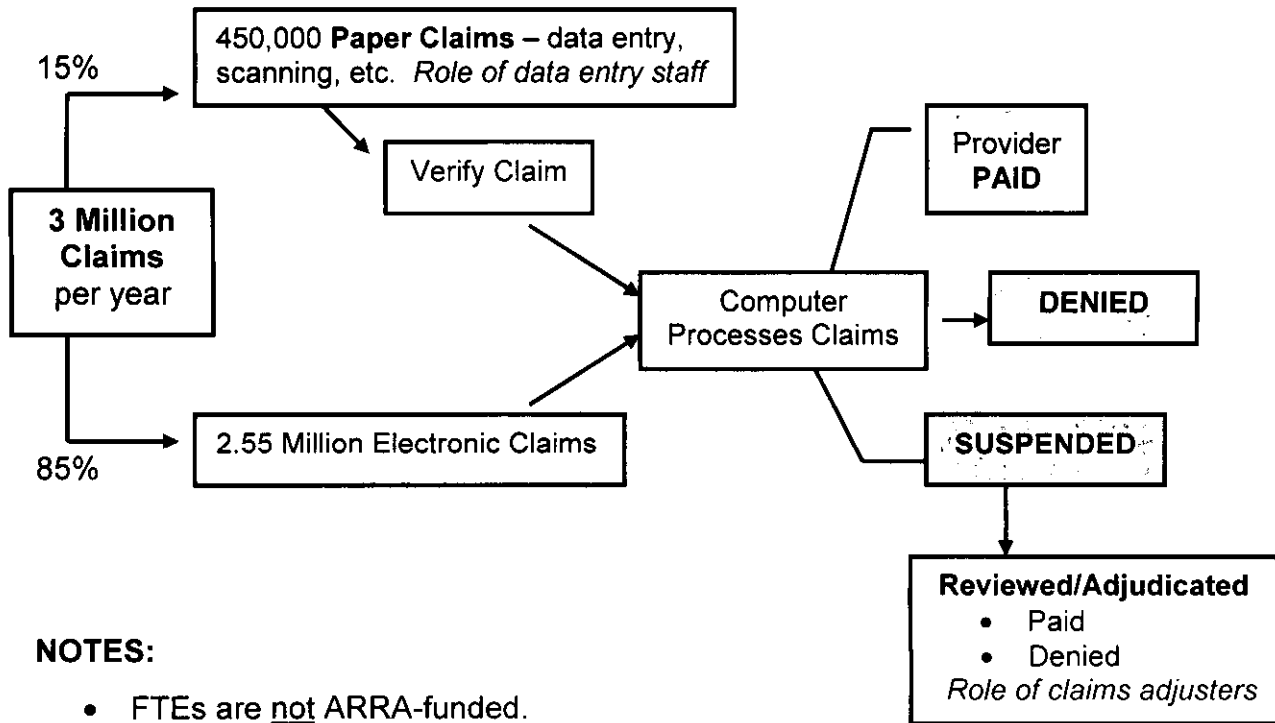 450,000 Paper Claims – data entry,
scanning, etc. Role of data entry staff
15%
Verify Claim
Provider
PAID
3 Million
Claims
per year
Computer
Processes Claims
DENIED
2.55 Million Electronic Claims
85%
SUSPENDED
Reviewed/Adjudicated
• Paid
• Denied
Role of claims adjusters
NOTES:
• FTEs are not ARRA-funded.